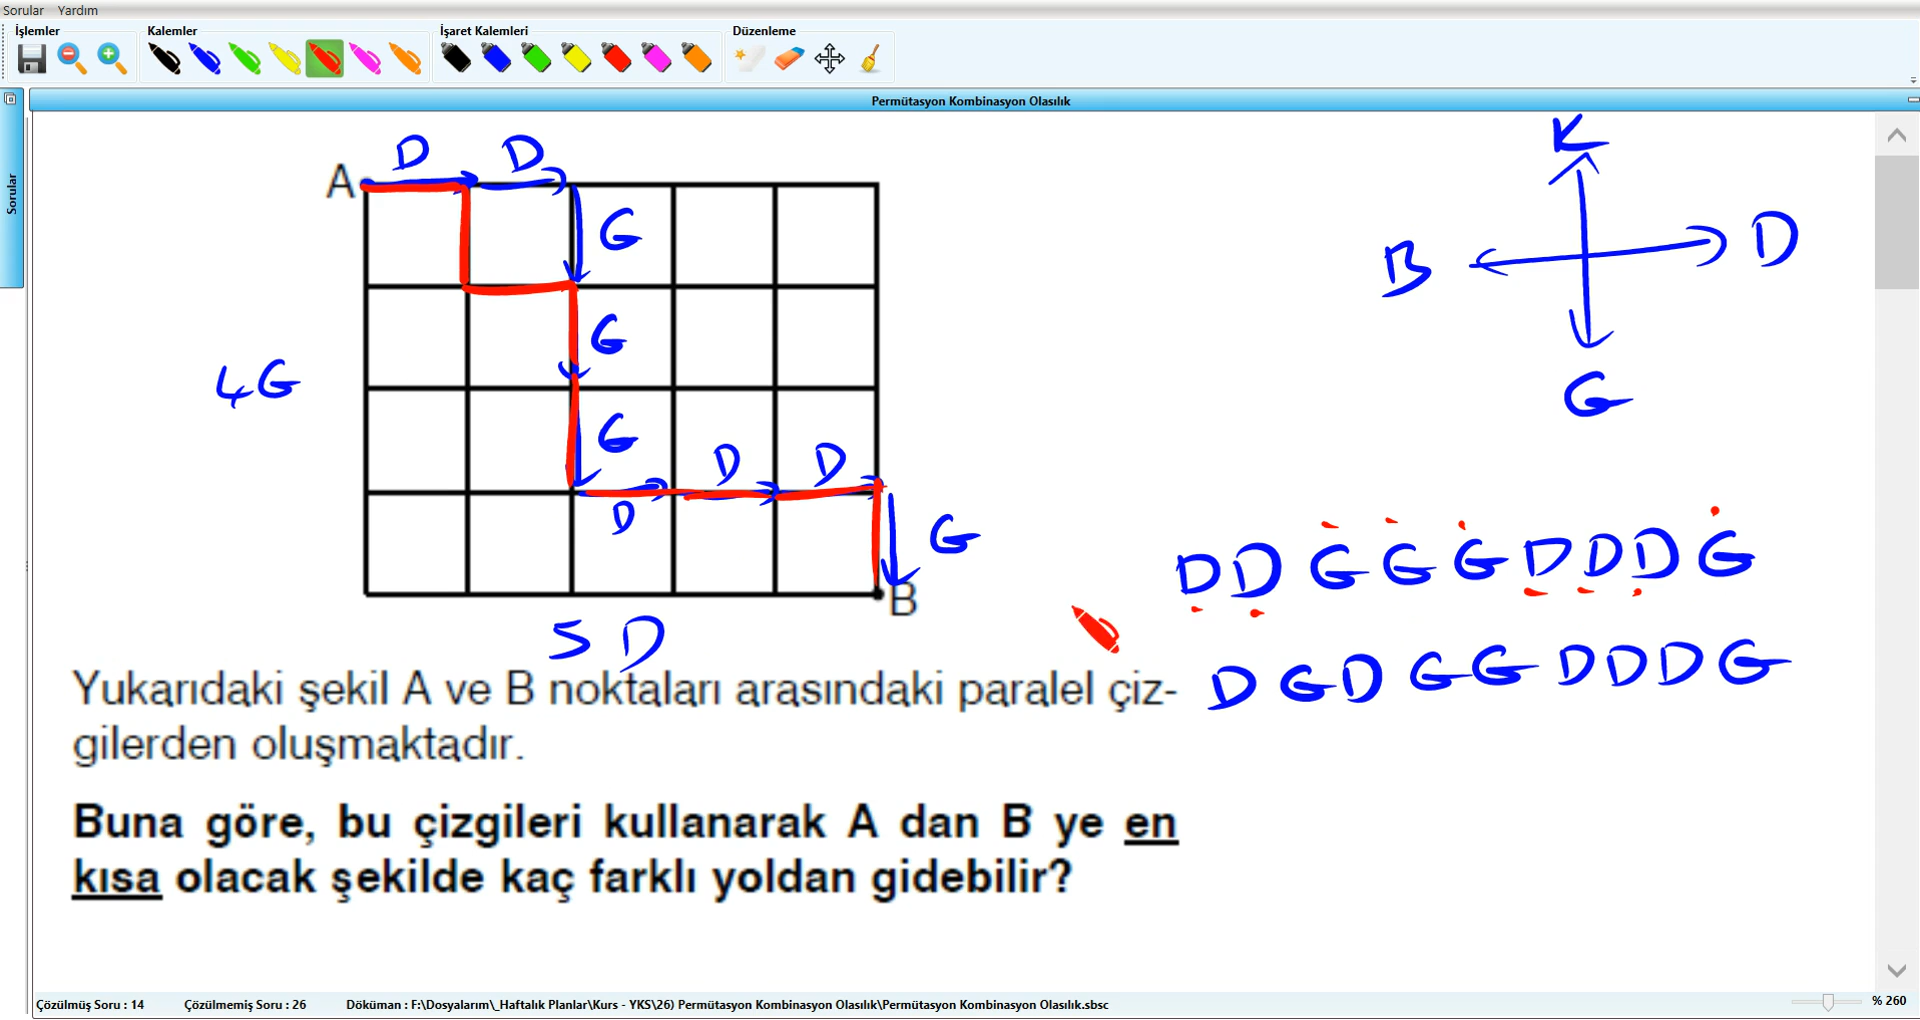 Sorular Yardım
İşlemler Kalemler İşaret Kalemleri Düzenleme
Permütasyon Kombinasyon Olasılık
Sorular
K
D D
A
G
B D
G
4G
G
G
D D
D
G
D D G G G D D D G
B
5 D
D G D G G D D D G
Yukarıdaki şekil A ve B noktaları arasındaki paralel çiz-
gilerden oluşmaktadır.
Buna göre, bu çizgileri kullanarak A dan B ye en
kısa olacak şekilde kaç farklı yoldan gidebilir?
Çözülmüş Soru : 14 Çözülmemiş Soru : 26 Döküman : F:\Dosyalarım\_Haftalık Planlar\Kurs - YKS\26) Permütasyon Kombinasyon Olasılık\Permütasyon Kombinasyon Olasılık.sbsc % 260